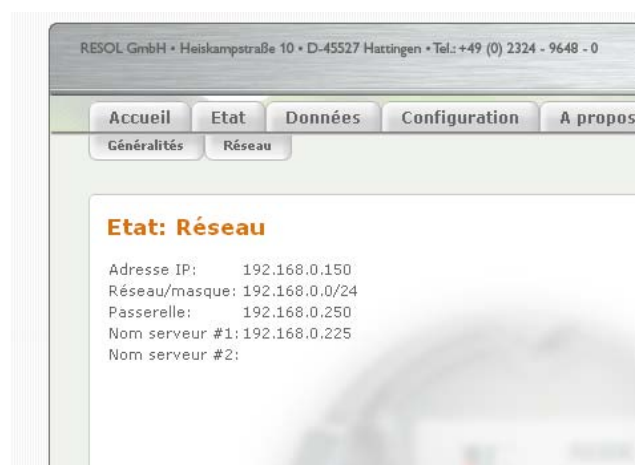 RESOL GmbH • Heiskampstraße 10 • D-45527 Hattingen • Tel.: +49 (0) 2324 - 9648 - 0
Accueil Etat Données Configuration A propos
Généralités Réseau
Etat: Réseau
Adresse IP: 192.168.0.150
Réseau/masque: 192.168.0.0/24
Passerelle: 192.168.0.250
Nom serveur #1: 192.168.0.225
Nom serveur #2: